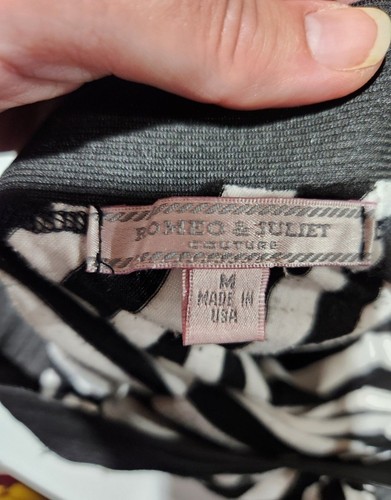 ROMEO & JULIET
COUTURE
M
MADE IN
USA